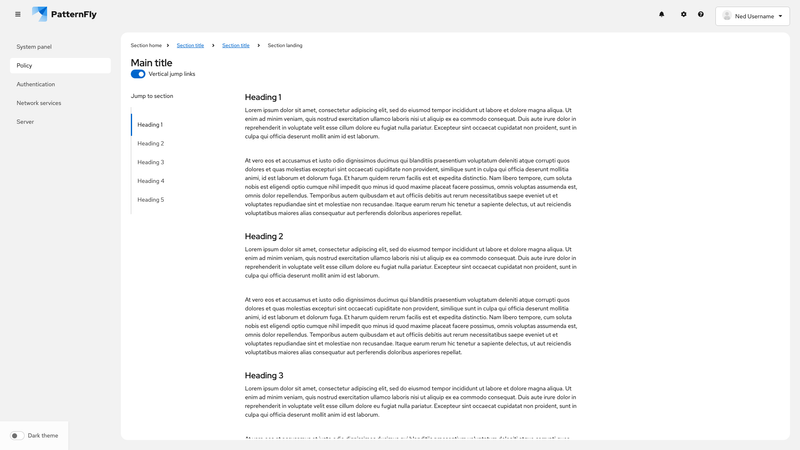 PatternFly
Ned Username
System panel
Policy
Authentication
Network services
Server
Section home
Section title
Section title
Section landing
Main title
Vertical jump links
Jump to section
Heading 1
Heading 2
Heading 3
Heading 4
Heading 5
Heading 1
Lorem ipsum dolor sit amet, consectetur adipiscing elit, sed do eiusmod tempor incididunt ut labore et dolore magna aliqua. Ut
enim ad minim veniam, quis nostrud exercitation ullamco laboris nisi ut aliquip ex ea commodo consequat. Duis aute irure dolor in
reprehenderit in voluptate velit esse cillum dolore eu fugiat nulla pariatur. Excepteur sint occaecat cupidatat non proident, sunt in
culpa qui officia deserunt mollit anim id est laborum.
At vero eos et accusamus et iusto odio dignissimos ducimus qui blanditiis praesentium voluptatum deleniti atque corrupti quos
dolores et quas molestias excepturi sint occaecati cupiditate non provident, similique sunt in culpa qui officia deserunt mollitia
animi, id est laborum et dolorum fuga. Et harum quidem rerum facilis est et expedita distinctio. Nam libero tempore, cum soluta
nobis est eligendi optio cumque nihil impedit quo minus id quod maxime placeat facere possimus, omnis voluptas assumenda est,
omnis dolor repellendus. Temporibus autem quibusdam et aut officiis debitis aut rerum necessitatibus saepe eveniet ut et
voluptates repudiandae sint et molestiae non recusandae. Itaque earum rerum hic tenetur a sapiente delectus, ut aut reiciendis
voluptatibus maiores alias consequatur aut perferendis doloribus asperiores repellat.
Heading 2
Lorem ipsum dolor sit amet, consectetur adipiscing elit, sed do eiusmod tempor incididunt ut labore et dolore magna aliqua. Ut
enim ad minim veniam, quis nostrud exercitation ullamco laboris nisi ut aliquip ex ea commodo consequat. Duis aute irure dolor in
reprehenderit in voluptate velit esse cillum dolore eu fugiat nulla pariatur. Excepteur sint occaecat cupidatat non proident, sunt in
culpa qui officia deserunt mollit anim id est laborum.
At vero eos et accusamus et iusto odio dignissimos ducimus qui blanditiis praesentium voluptatum deleniti atque corrupti quos
dolores et quas molestias excepturi sint occaecati cupiditate non provident, similique sunt in culpa qui officia deserunt mollitia
animi, id est laborum et dolorum fuga. Et harum quidem rerum facilis est et expedita distinctio. Nam libero tempore, cum soluta
nobis est eligendi optio cumque nihil impedit quo minus id quod maxime placeat facere possimus, omnis voluptas assumenda est,
omnis dolor repellendus. Temporibus autem quibusdam et aut officiis debitis aut rerum necessitatibus saepe eveniet ut et
voluptates repudiandae sint et molestiae non recusandae. Itaque earum rerum hic tenetur a sapiente delectus, ut aut reiciendis
voluptatibus maiores alias consequatur aut perferendis doloribus asperiores repellat.
Heading 3
Lorem ipsum dolor sit amet, consectetur adipiscing elit, sed do eiusmod tempor incididunt ut labore et dolore magna aliqua. Ut
enim ad minim veniam, quis nostrud exercitation ullamco laboris nisi ut aliquip ex ea commodo consequat. Duis aute irure dolor in
reprehenderit in voluptate velit esse cillum dolore eu fugiat nulla pariatur. Excepteur sint occaecat cupidatat non proident, sunt in
culpa qui officia deserunt mollit anim id est laborum.
Dark theme